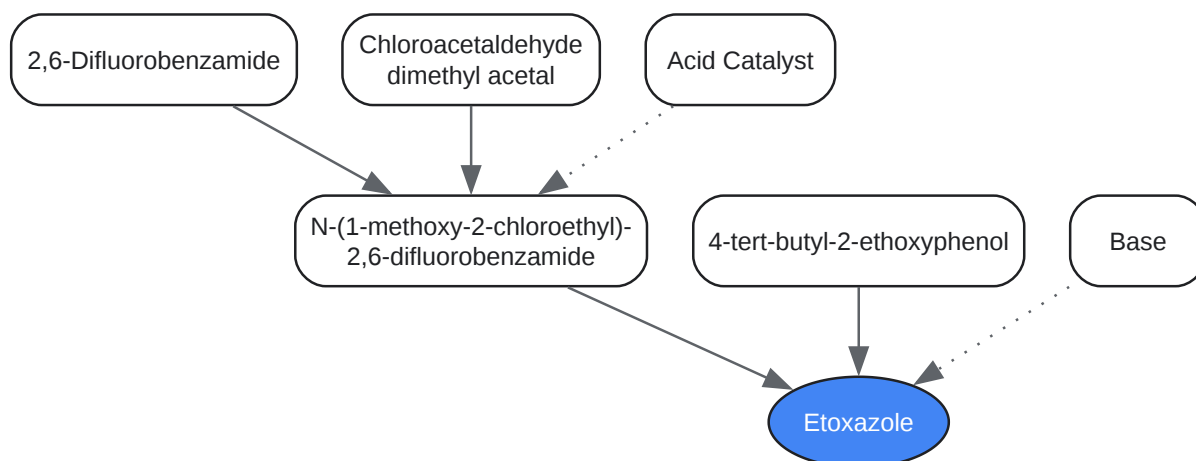 2,6-Difluorobenzamide
Chloroacetaldehyde
dimethyl acetal
Acid Catalyst
N-(1-methoxy-2-chloroethyl)-
2,6-difluorobenzamide
4-tert-butyl-2-ethoxyphenol
Base
Etoxazole